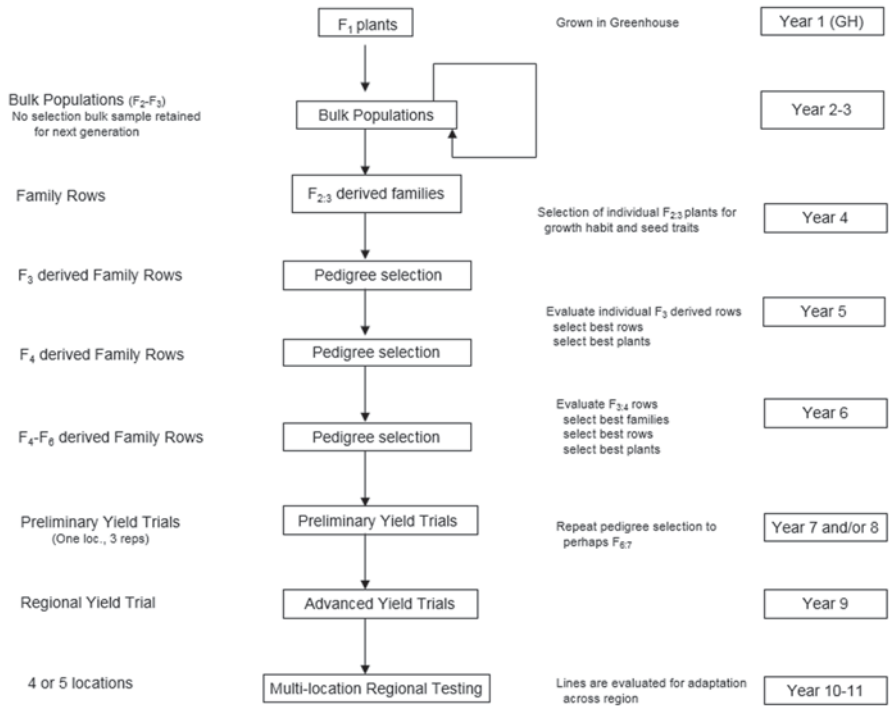 F₁ plants
Grown in Greenhouse
Year 1 (GH)
Bulk Populations (F₂-F₃)
No selection bulk sample retained
for next generation
Bulk Populations
Year 2-3
Family Rows
F₂:₃ derived families
Selection of individual F₂:₃ plants for
growth habit and seed traits
Year 4
F₃ derived Family Rows
Pedigree selection
Evaluate individual F₃ derived rows
select best rows
select best plants
Year 5
F₄ derived Family Rows
Pedigree selection
Evaluate F₃:₄ rows
select best families
select best rows
select best plants
Year 6
F₄-F₆ derived Family Rows
Pedigree selection
Preliminary Yield Trials
(One loc., 3 reps)
Preliminary Yield Trials
Repeat pedigree selection to
perhaps F₆:₇
Year 7 and/or 8
Regional Yield Trial
Advanced Yield Trials
Year 9
4 or 5 locations
Multi-location Regional Testing
Lines are evaluated for adaptation
across region
Year 10-11